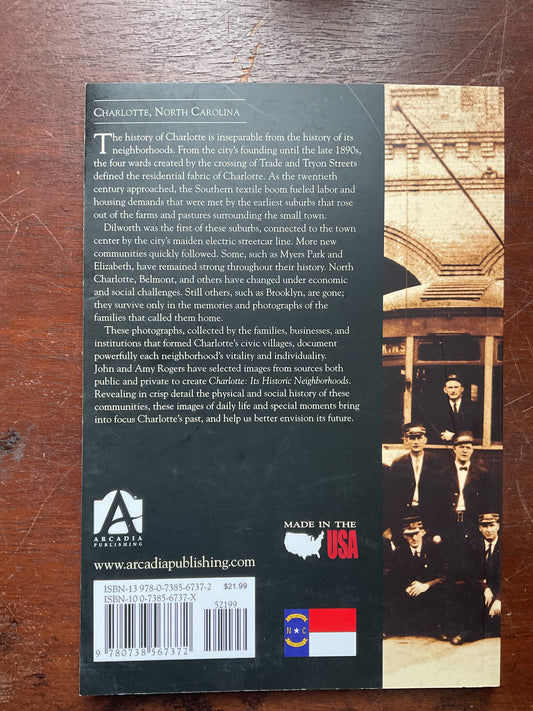 CHARLOTTE, NORTH CAROLINA
The history of Charlotte is inseparable from the history of its
neighborhoods. From the city's founding until the late 1890s,
the four wards created by the crossing of Trade and Tryon Streets
defined the residential fabric of Charlotte. As the twentieth
century approached, the Southern textile boom fueled labor and
housing demands that were met by the earliest suburbs that rose
out of the farms and pastures surrounding the small town.
Dilworth was the first of these suburbs, connected to the town
center by the city's maiden electric streetcar line. More new
communities quickly followed. Some, such as Myers Park and
Elizabeth, have remained strong throughout their history. North
Charlotte, Belmont, and others have changed under economic
and social challenges. Still others, such as Brooklyn, are gone;
they survive only in the memories and photographs of the
families that called them home.
These photographs, collected by the families, businesses, and
institutions that formed Charlotte's civic villages, document
powerfully each neighborhood's vitality and individuality.
John and Amy Rogers have selected images from sources both
public and private to create Charlotte: Its Historic Neighborhoods.
Revealing in crisp detail the physical and social history of these
communities, these images of daily life and special moments bring
into focus Charlotte's past, and help us better envision its future.
A
ARCADIA
PUBLISHING
www.arcadiapublishing.com
MADE IN THE
USA
ISBN-13 978-0-7385-6737-2 $21.99
ISBN-10 0-7385-6737-X
52199
9 780738 567372
N C